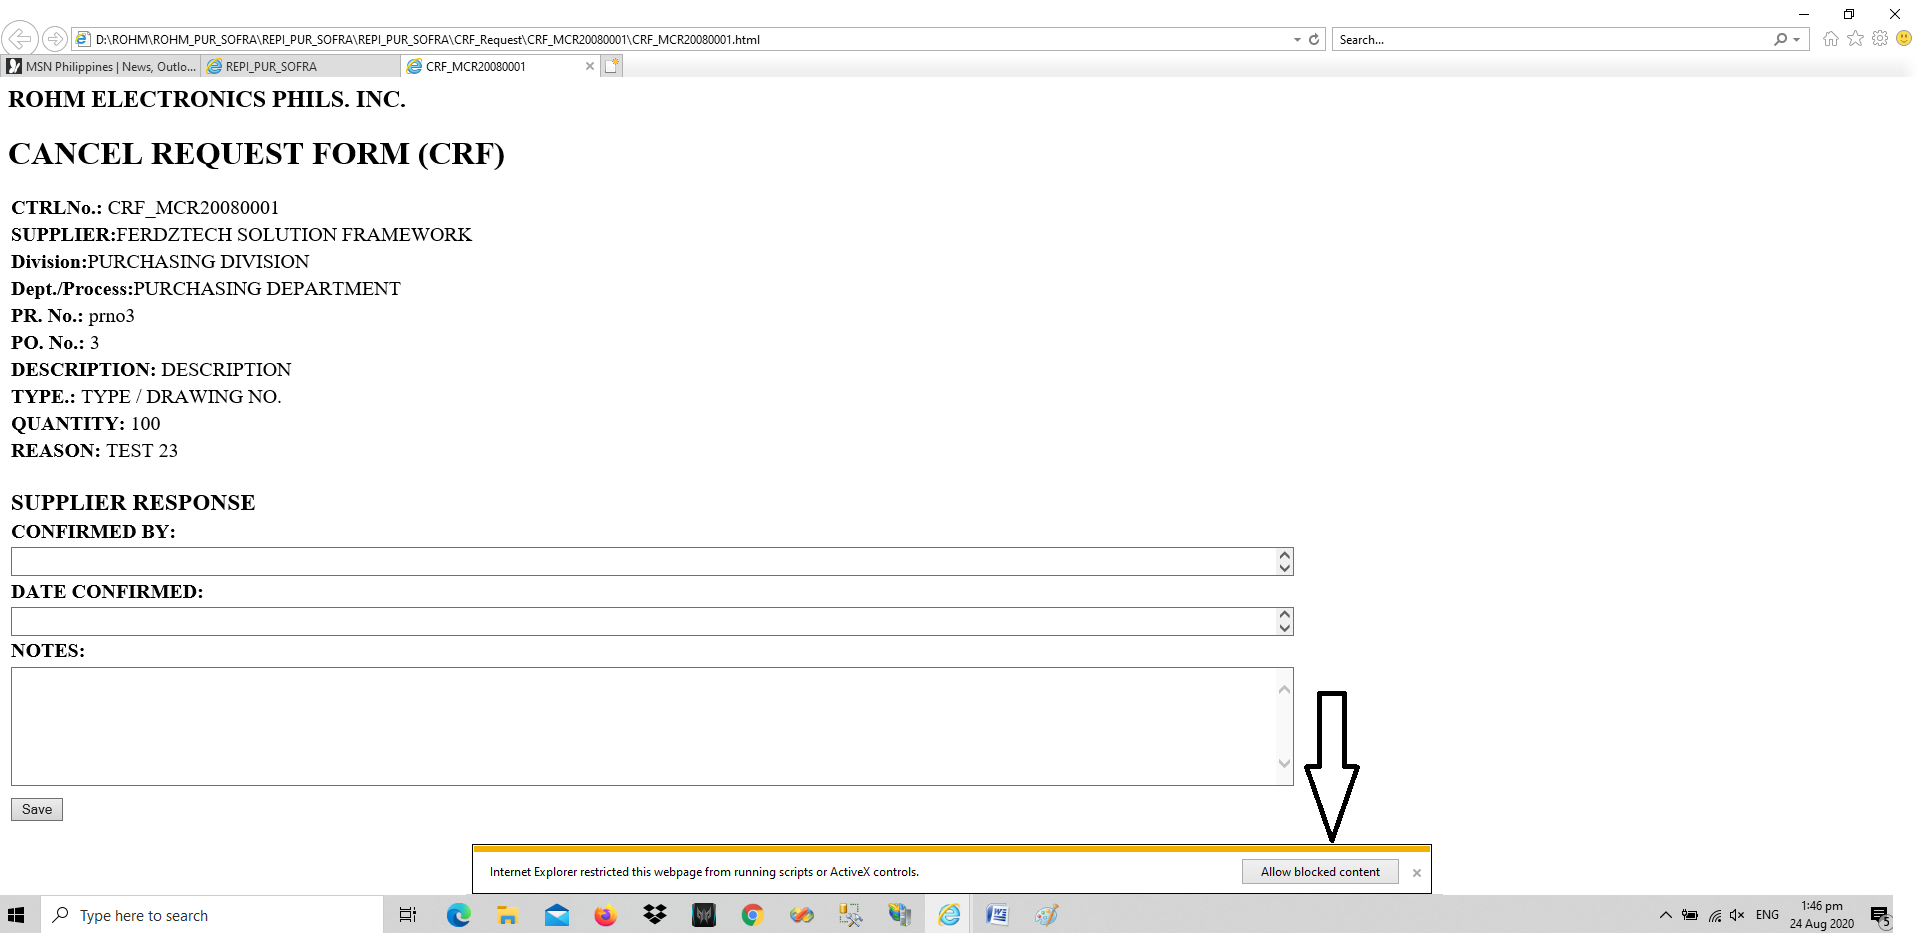 D:\ROHM\ROHM_PUR_SOFRA\REPI_PUR_SOFRA\REPI_PUR_SOFRA\CRF_Request\CRF_MCR20080001\CRF_MCR20080001.html
Search...
MSN Philippines | News, Outlo...
REPI_PUR_SOFRA
CRF_MCR20080001
ROHM ELECTRONICS PHILS. INC.
CANCEL REQUEST FORM (CRF)
CTRLNo.: CRF_MCR20080001
SUPPLIER:FERDZTECH SOLUTION FRAMEWORK
Division:PURCHASING DIVISION
Dept./Process:PURCHASING DEPARTMENT
PR. No.: prno3
PO. No.: 3
DESCRIPTION: DESCRIPTION
TYPE.: TYPE / DRAWING NO.
QUANTITY: 100
REASON: TEST 23
SUPPLIER RESPONSE
CONFIRMED BY:
DATE CONFIRMED:
NOTES:
Save
Internet Explorer restricted this webpage from running scripts or ActiveX controls.
Allow blocked content
Type here to search
ENG
1:46 pm
24 Aug 2020
5